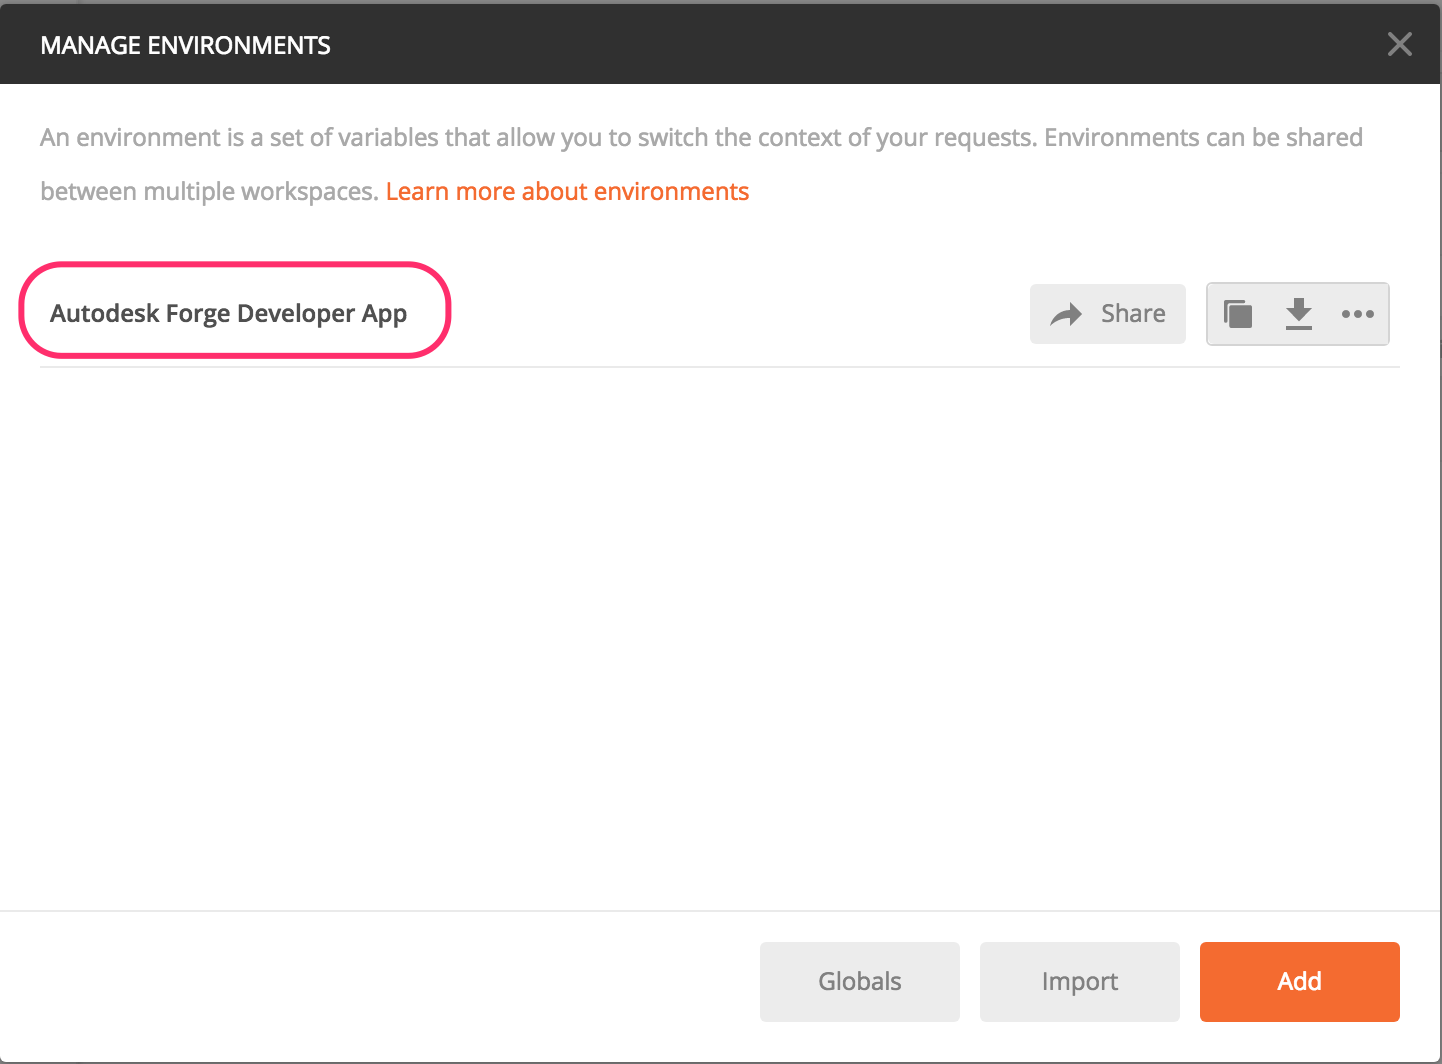 MANAGE ENVIRONMENTS
An environment is a set of variables that allow you to switch the context of your requests. Environments can be shared
between multiple workspaces. Learn more about environments
Autodesk Forge Developer App
Share
Globals
Import
Add